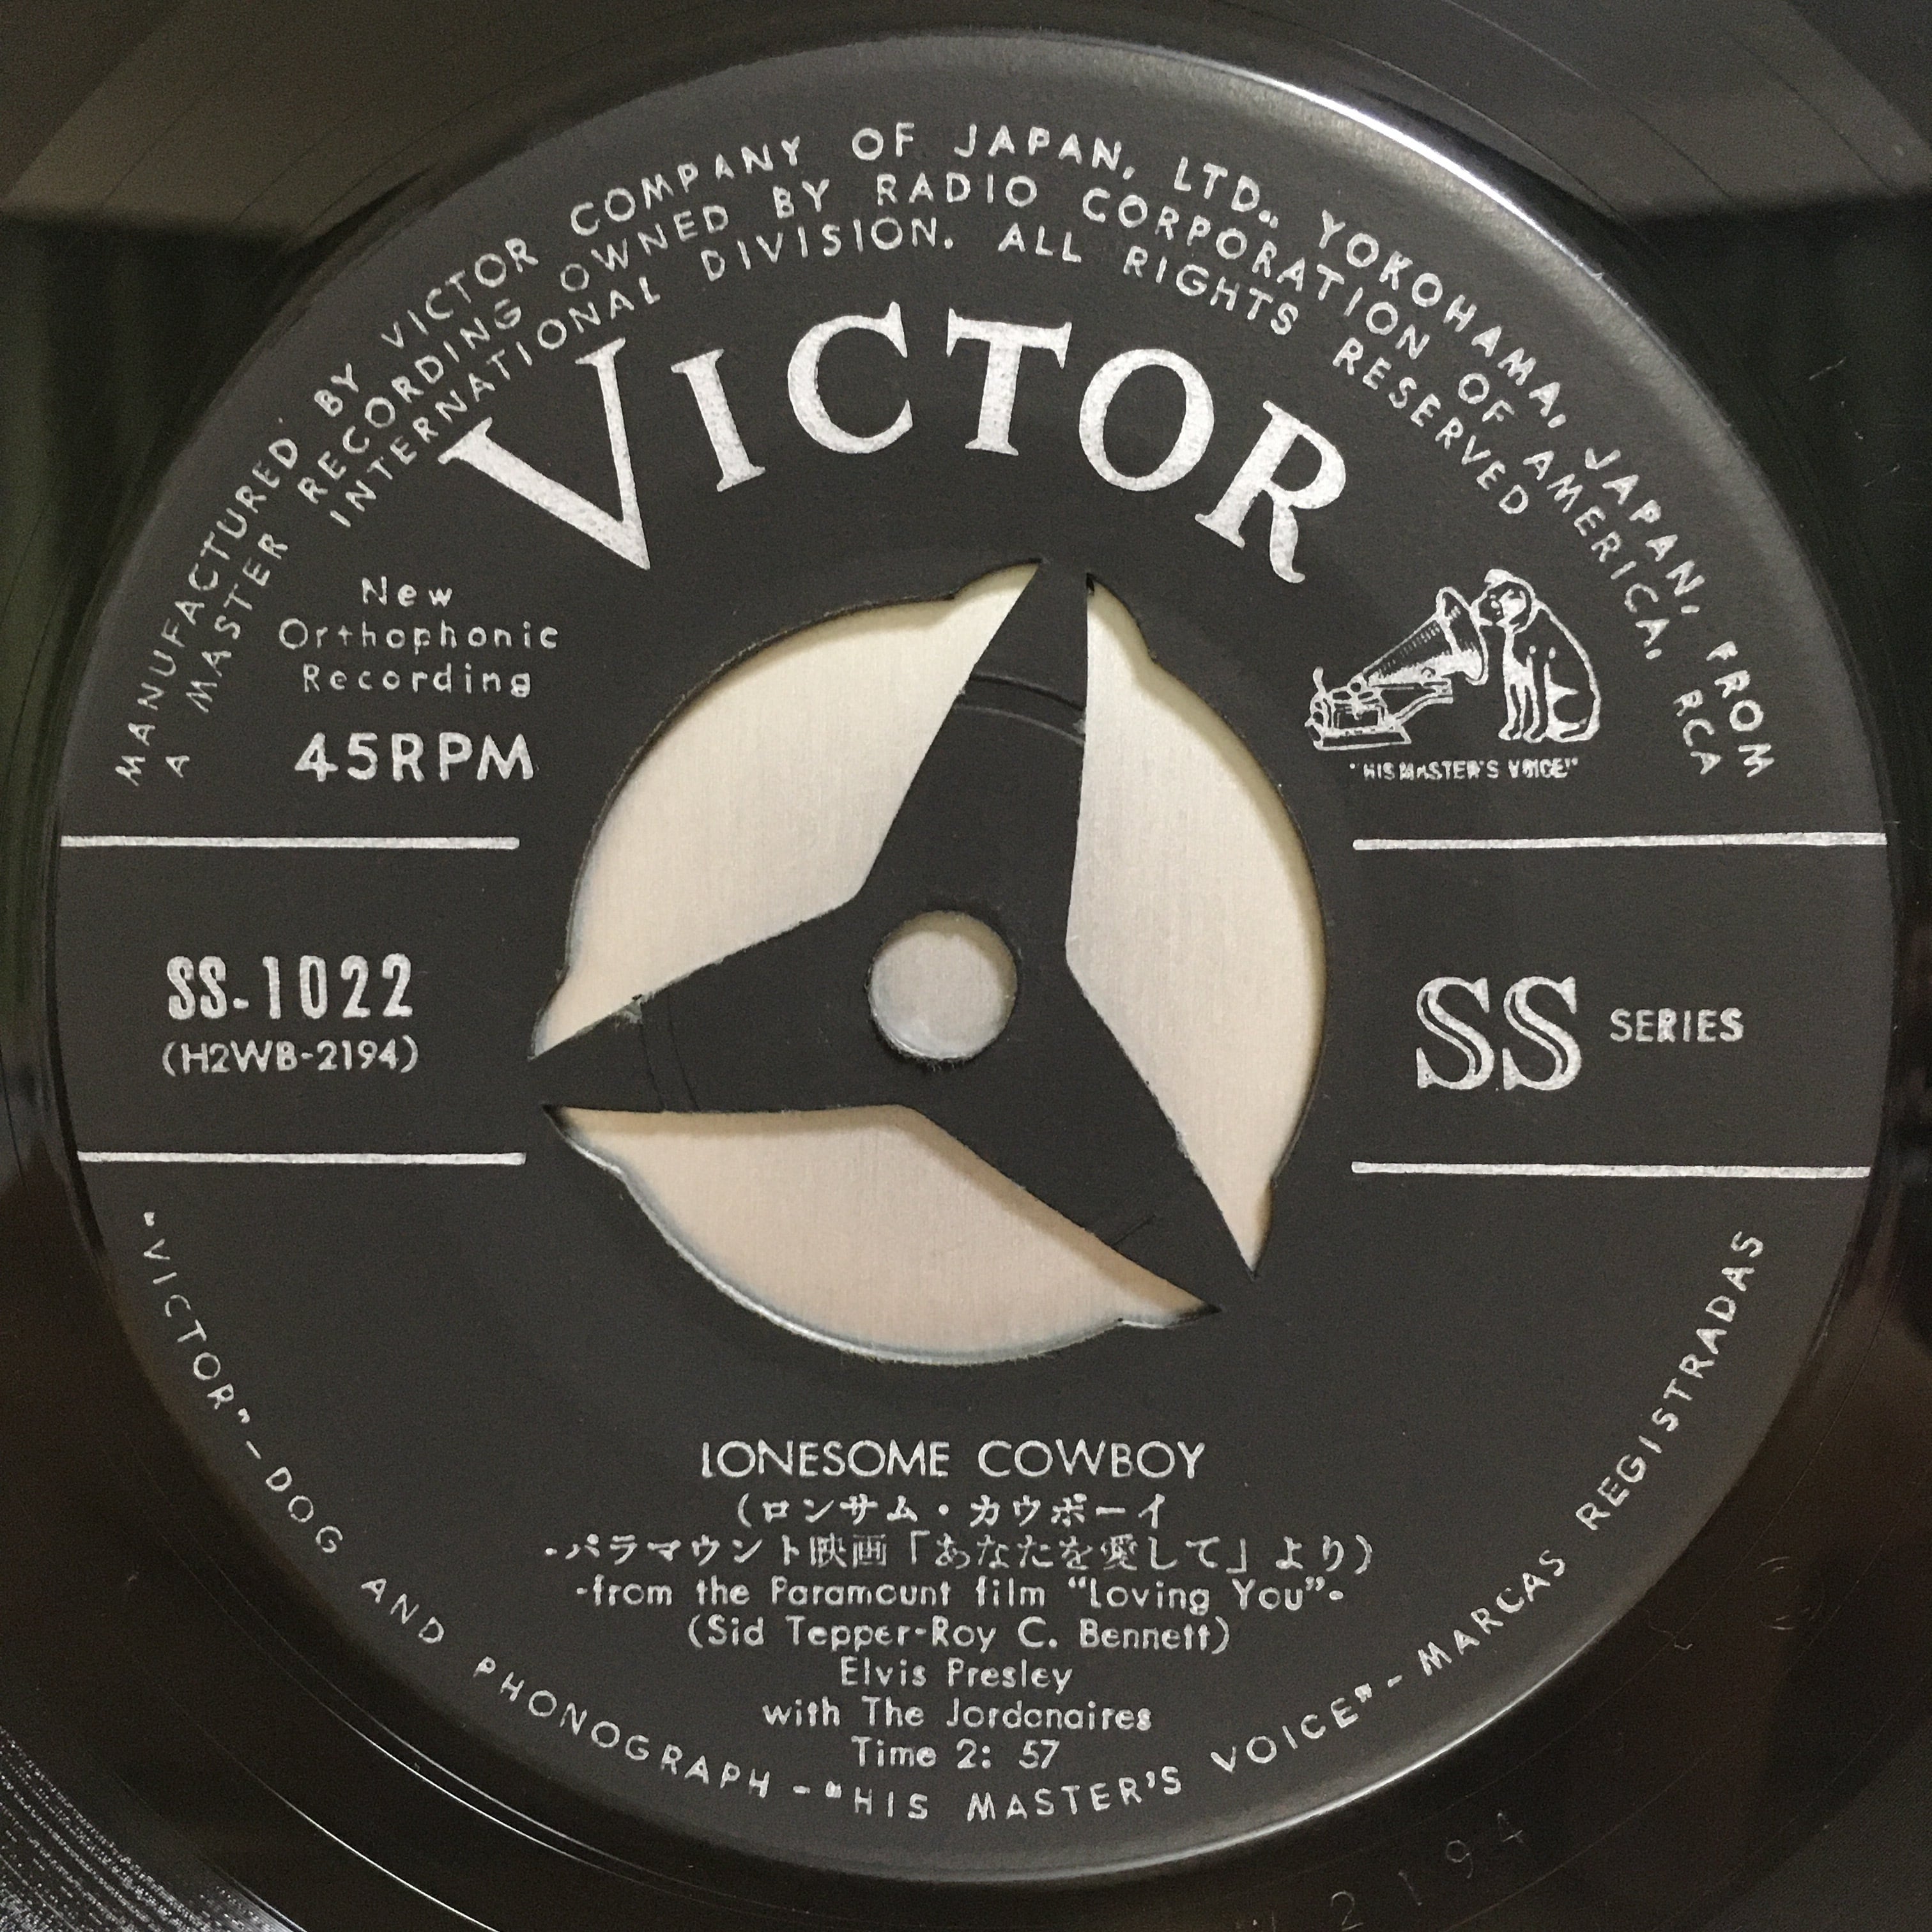 MANUFACTURED BY VICTOR COMPANY OF JAPAN, LTD., YOKOHAMA, JAPAN, FROM
A MASTER RECORDING OWNED BY RADIO CORPORATION OF AMERICA, RCA
INTERNATIONAL DIVISION. ALL RIGHTS RESERVED
VICTOR
New
Orthophonic
Recording
45RPM
"HIS MASTER'S VOICE"
SS-1022
(H2WB-2194)
SS SERIES
LONESOME COWBOY
(ロンサム・カウボーイ
-パラマウント映画「あなたを愛して」より)
-from the Paramount film "Loving You"-
(Sid Tepper-Roy C. Bennett)
Elvis Presley
with The Jordanaires
Time 2: 57
"VICTOR"-DOG AND PHONOGRAPH-"HIS MASTER'S VOICE"-MARCAS REGISTRADAS
2194